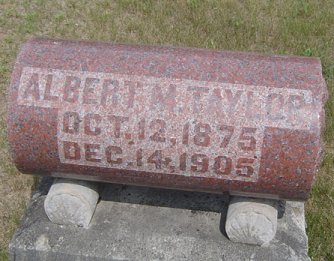 ALBERT M. TAYLOR
OCT. 12, 1875
DEC. 14, 1905